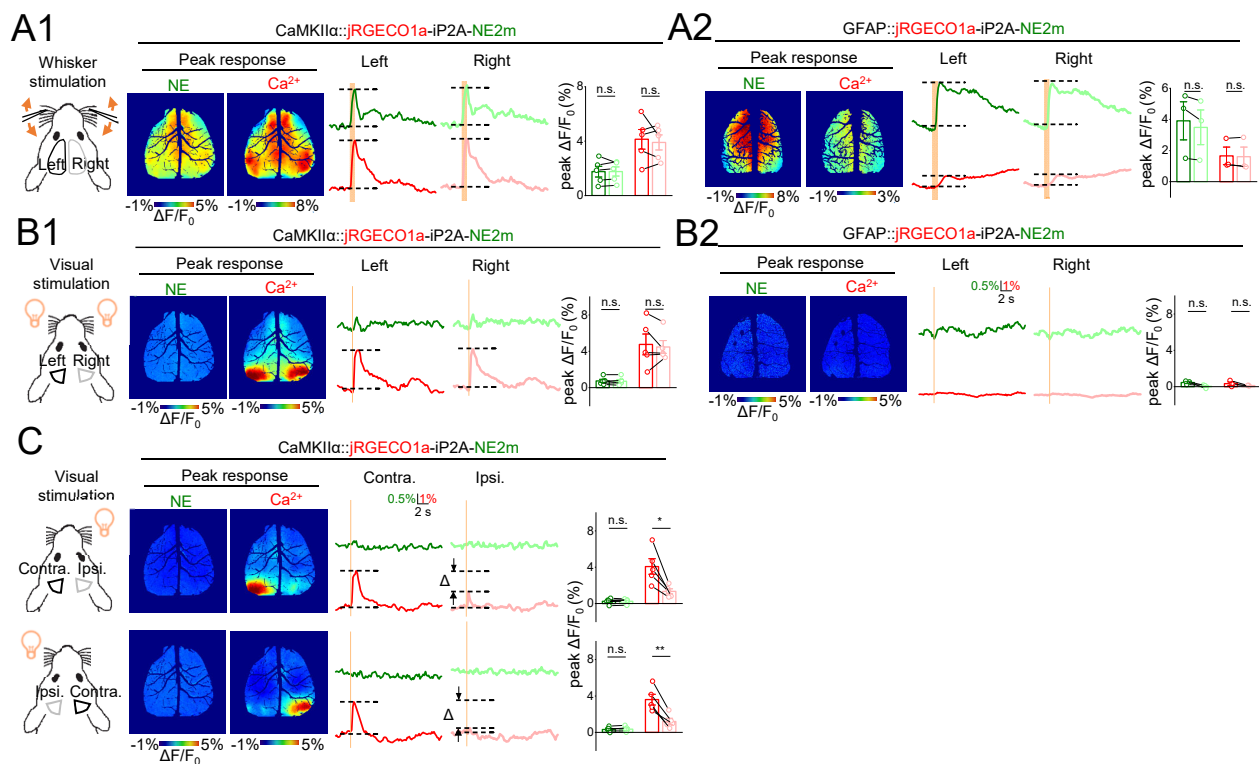 A1
CaMKIIα::jRGECO1a-iP2A-NE2m
Whisker
stimulation
Left
Right
Peak response
NE
Ca²⁺
-1%
5%
-1%
8%
ΔF/F₀
Left
Right
peak ΔF/F₀ (%)
8
4
0
n.s.
n.s.
A2
GFAP::jRGECO1a-iP2A-NE2m
Peak response
NE
Ca²⁺
-1%
8%
-1%
3%
ΔF/F₀
Left
Right
peak ΔF/F₀ (%)
6
4
2
0
n.s.
n.s.
B1
CaMKIIα::jRGECO1a-iP2A-NE2m
Visual
stimulation
Left
Right
Peak response
NE
Ca²⁺
-1%
5%
-1%
5%
ΔF/F₀
Left
Right
peak ΔF/F₀ (%)
8
4
0
n.s.
n.s.
B2
GFAP::jRGECO1a-iP2A-NE2m
Peak response
NE
Ca²⁺
-1%
5%
-1%
5%
ΔF/F₀
Left
Right
0.5%
1%
2 s
peak ΔF/F₀ (%)
8
4
0
n.s.
n.s.
C
CaMKIIα::jRGECO1a-iP2A-NE2m
Visual
stimulation
Contra.
Ipsi.
Peak response
NE
Ca²⁺
Contra.
Ipsi.
0.5%
1%
2 s
Δ
8
4
0
n.s.
*
peak ΔF/F₀ (%)
Ipsi.
Contra.
-1%
5%
-1%
5%
ΔF/F₀
Δ
8
4
0
n.s.
**